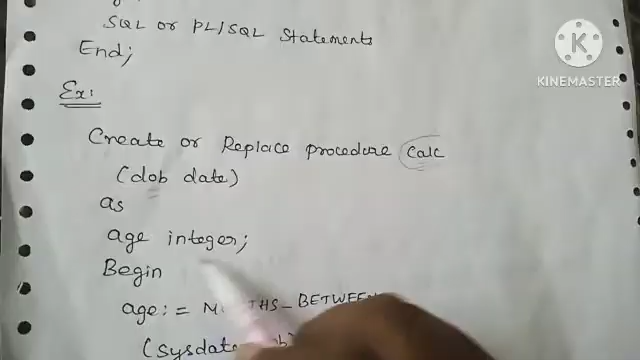 SQL or PL/SQL Statements
End;
Ex:
Create or Replace procedure Calc
(dob date)
as
age integer;
Begin
age:=
(sysdate
K
KINEMASTER